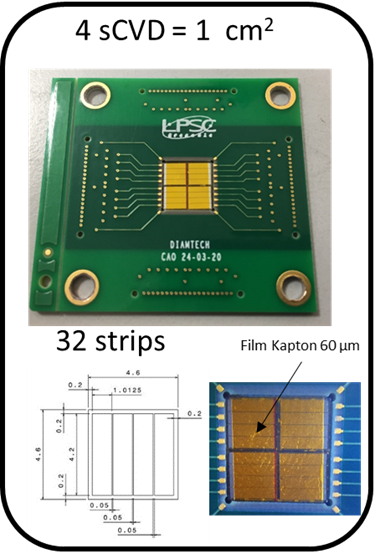 4 sCVD = 1 cm²
LPSC
GRENOBLE
DIAMTECH
CAO 24-03-20
32 strips
Film Kapton 60 µm
4.6
0.2
1.0125
0.2
4.6
0.2
4.2
0.2
0.05
0.05
0.05